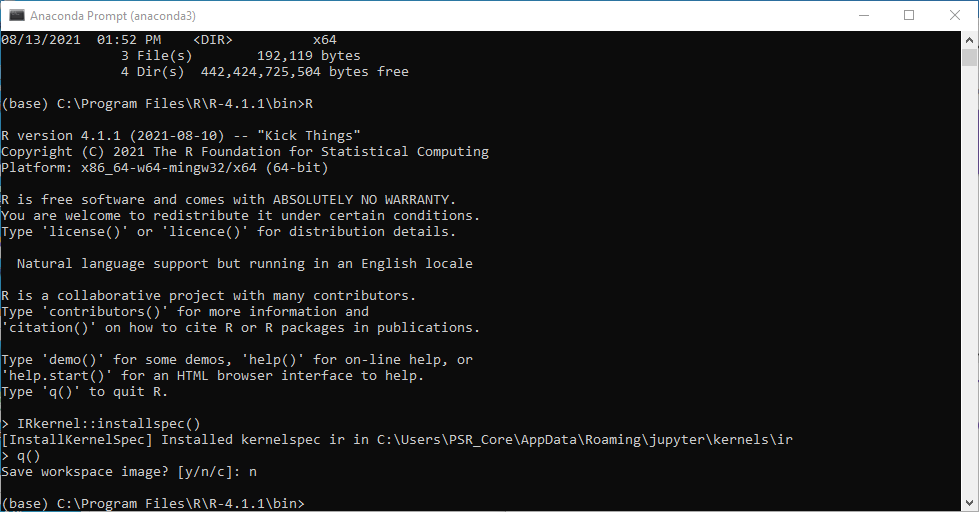 Anaconda Prompt (anaconda3)
08/13/2021  01:52 PM    <DIR>          x64
               3 File(s)        192,119 bytes
               4 Dir(s)  442,424,725,504 bytes free
(base) C:\Program Files\R\R-4.1.1\bin>R
R version 4.1.1 (2021-08-10) -- "Kick Things"
Copyright (C) 2021 The R Foundation for Statistical Computing
Platform: x86_64-w64-mingw32/x64 (64-bit)
R is free software and comes with ABSOLUTELY NO WARRANTY.
You are welcome to redistribute it under certain conditions.
Type 'license()' or 'licence()' for distribution details.
  Natural language support but running in an English locale
R is a collaborative project with many contributors.
Type 'contributors()' for more information and
'citation()' on how to cite R or R packages in publications.
Type 'demo()' for some demos, 'help()' for on-line help, or
'help.start()' for an HTML browser interface to help.
Type 'q()' to quit R.
> IRkernel::installspec()
[InstallKernelSpec] Installed kernelspec ir in C:\Users\PSR_Core\AppData\Roaming\jupyter\kernels\ir
> q()
Save workspace image? [y/n/c]: n
(base) C:\Program Files\R\R-4.1.1\bin>